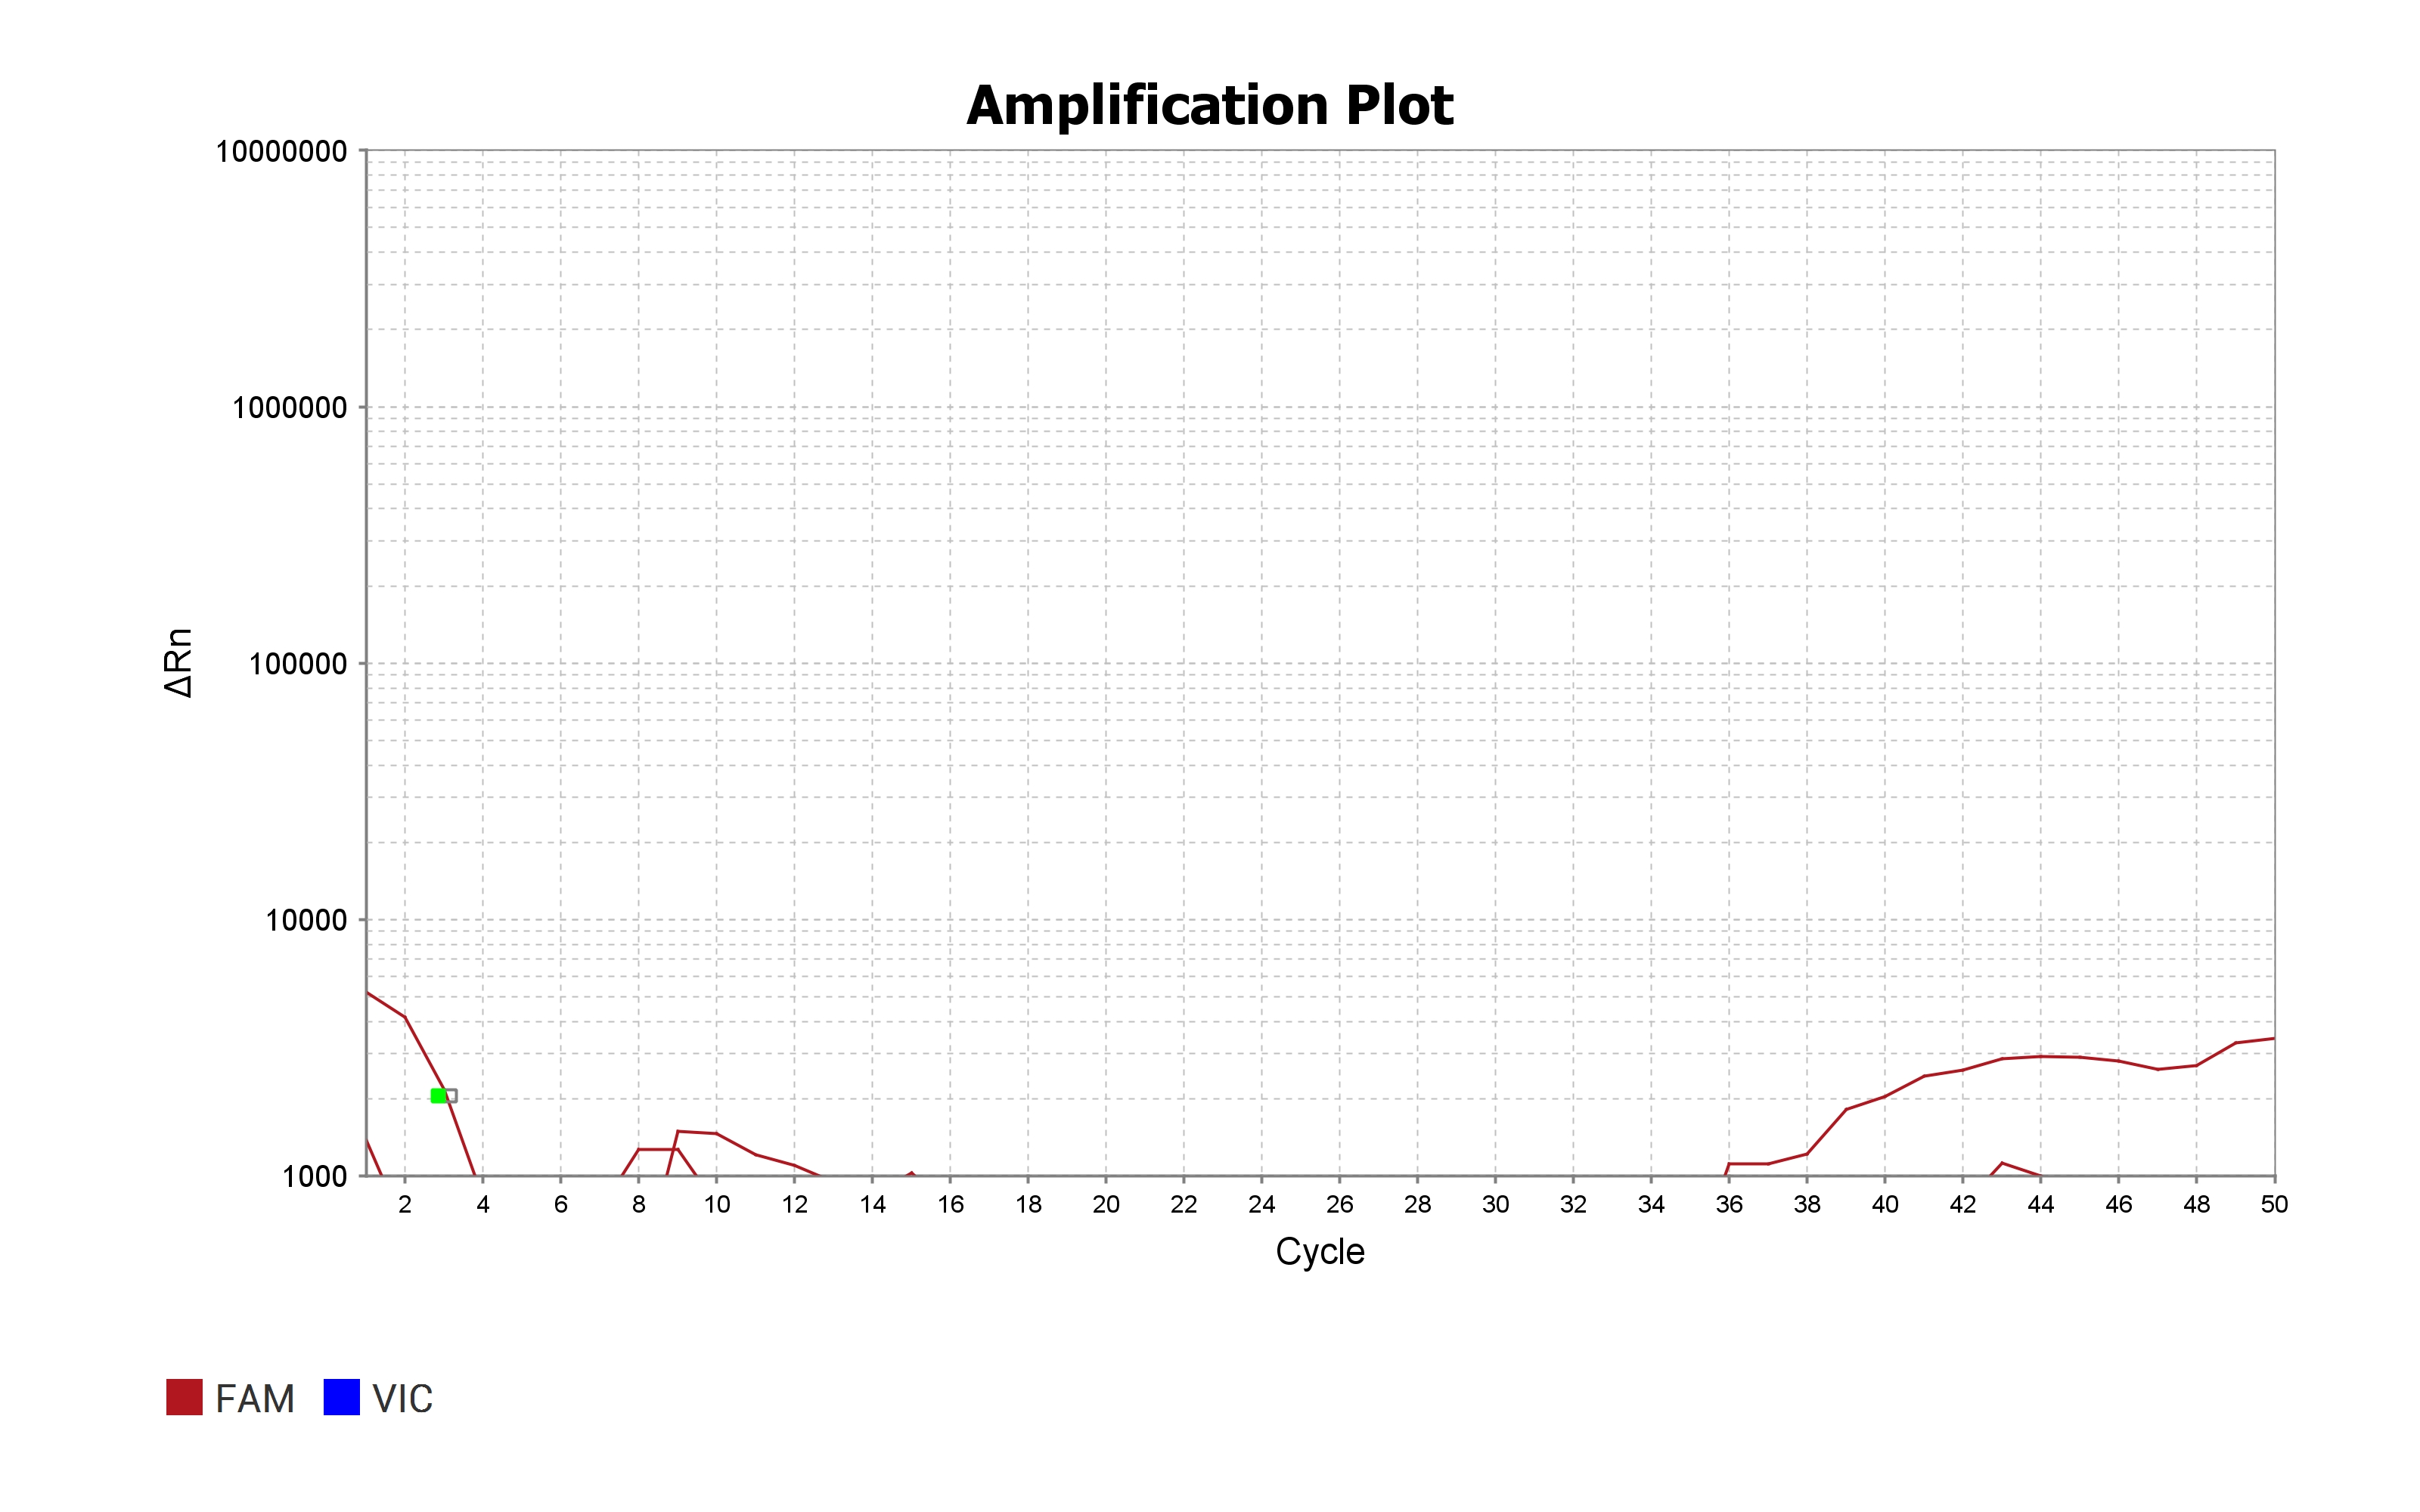 Amplification Plot
10000000
1000000
100000
10000
1000
ΔRn
2 4 6 8 10 12 14 16 18 20 22 24 26 28 30 32 34 36 38 40 42 44 46 48 50
Cycle
FAM VIC